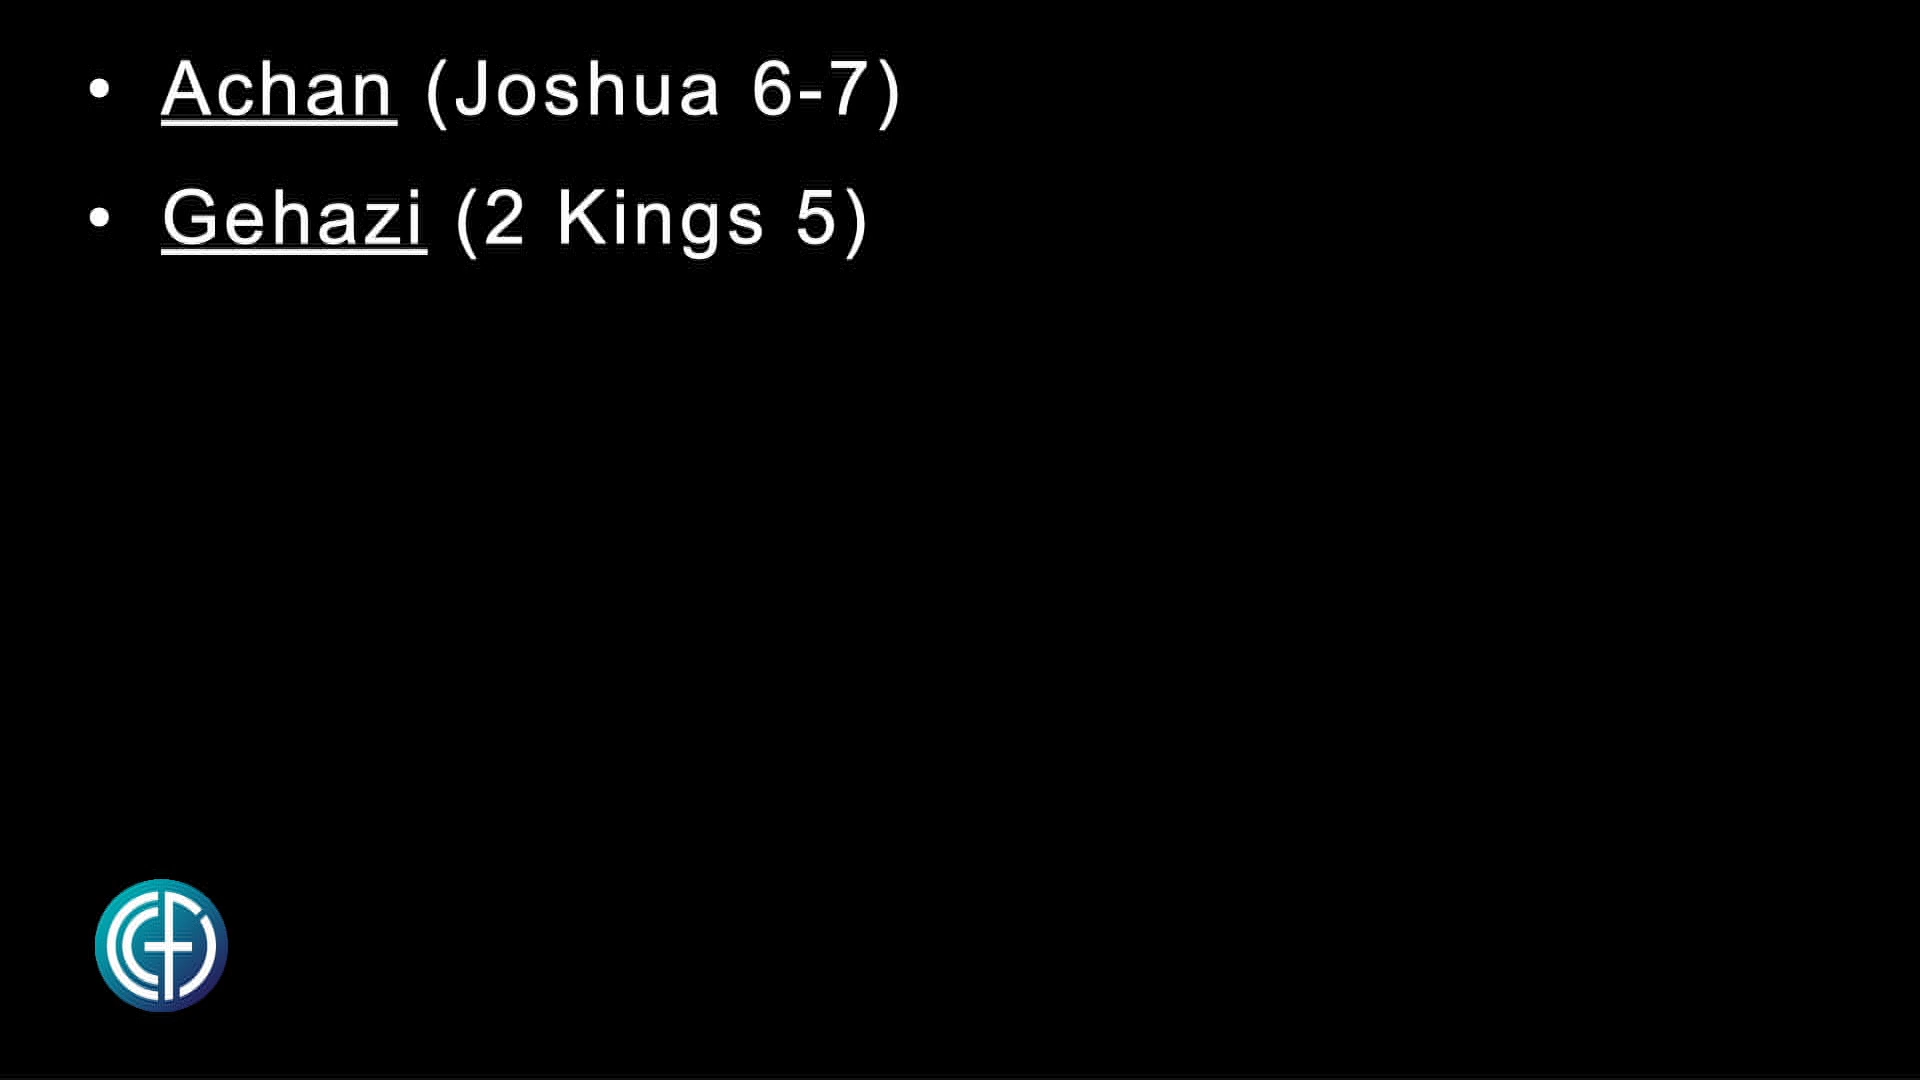 • Achan (Joshua 6-7)
• Gehazi (2 Kings 5)